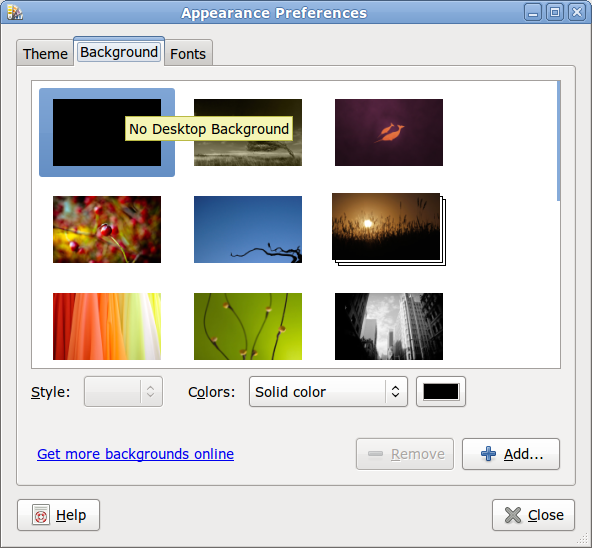 Appearance Preferences
Theme Background Fonts
No Desktop Background
Style: Colors: Solid color
Get more backgrounds online Remove Add...
Help Close